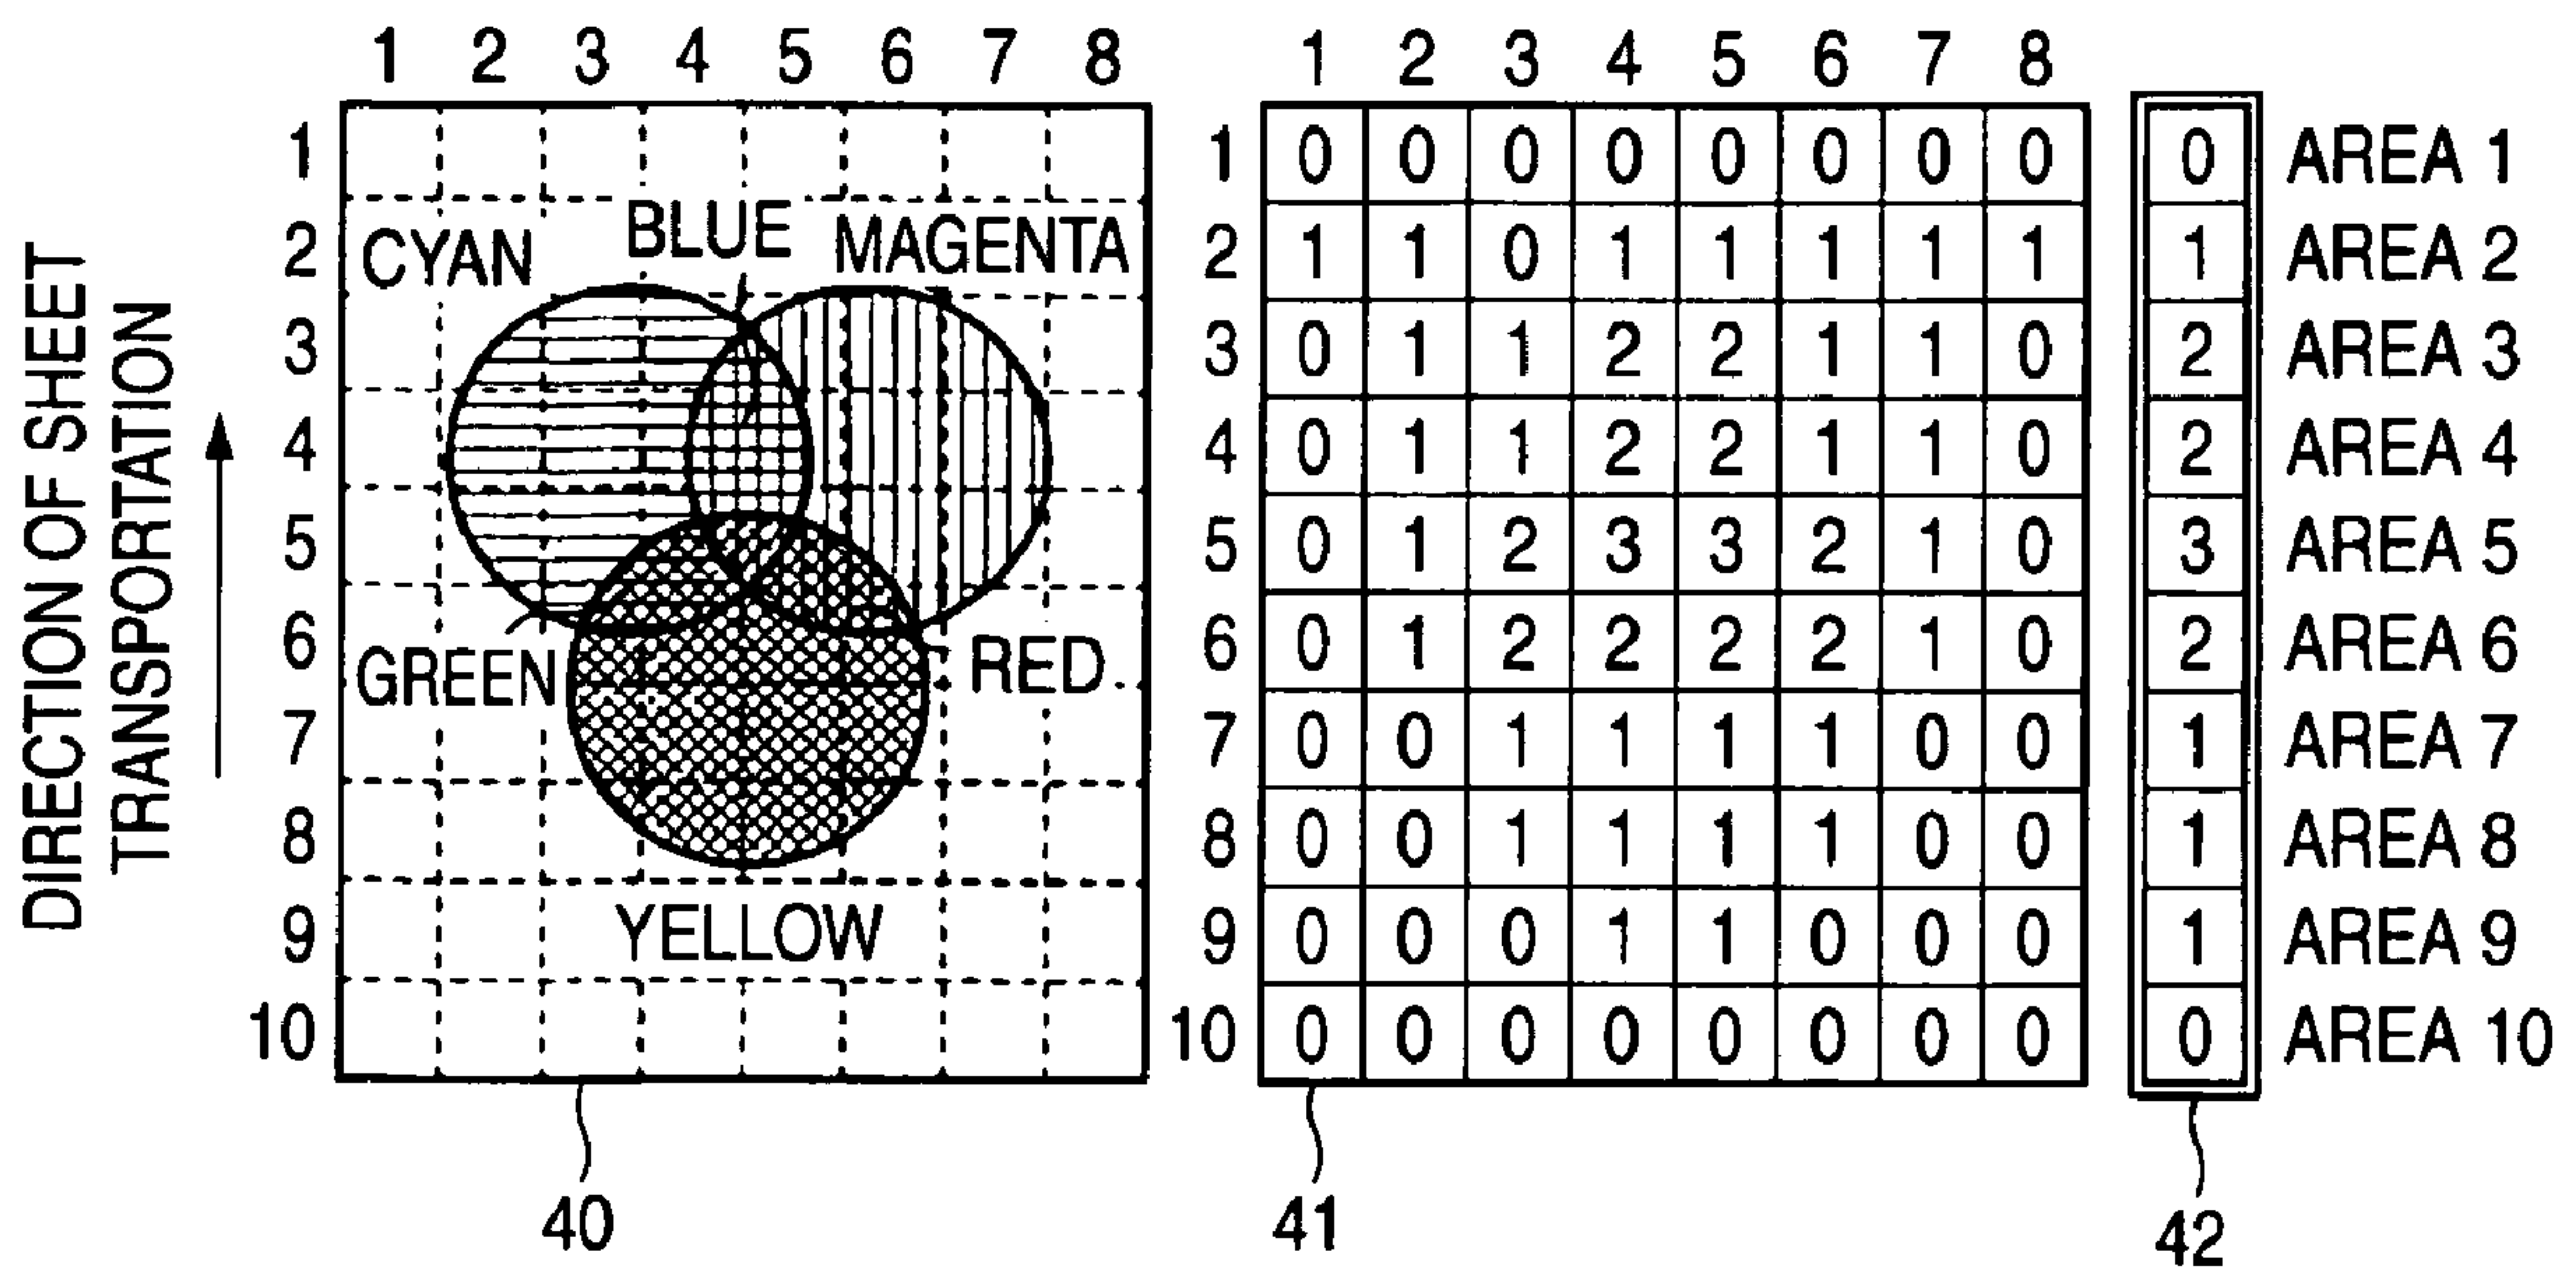 DIRECTION OF SHEET
TRANSPORTATION
1 2 3 4 5 6 7 8
1
2
3
4
5
6
7
8
9
10
CYAN
BLUE
MAGENTA
GREEN
RED
YELLOW
40
1 2 3 4 5 6 7 8
1 0 0 0 0 0 0 0 0 0 AREA 1
2 1 1 0 1 1 1 1 1 1 AREA 2
3 0 1 1 2 2 1 1 0 2 AREA 3
4 0 1 1 2 2 1 1 0 2 AREA 4
5 0 1 2 3 3 2 1 0 3 AREA 5
6 0 1 2 2 2 2 1 0 2 AREA 6
7 0 0 1 1 1 1 0 0 1 AREA 7
8 0 0 1 1 1 1 0 0 1 AREA 8
9 0 0 0 1 1 0 0 0 1 AREA 9
10 0 0 0 0 0 0 0 0 0 AREA 10
41
42